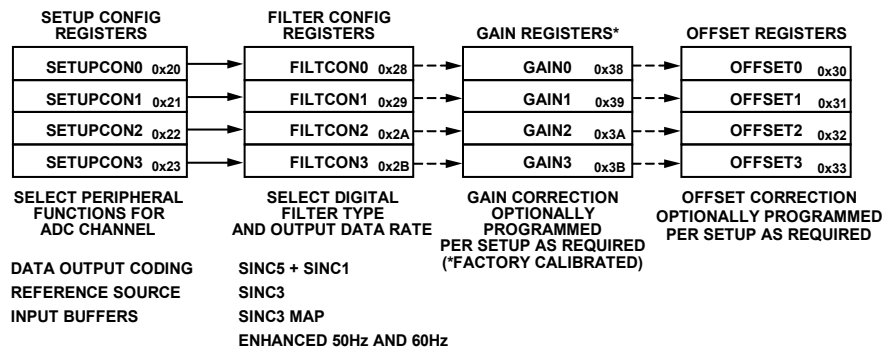 SETUP CONFIG
REGISTERS
SETUPCON0 0x20
SETUPCON1 0x21
SETUPCON2 0x22
SETUPCON3 0x23
SELECT PERIPHERAL
FUNCTIONS FOR
ADC CHANNEL
DATA OUTPUT CODING
REFERENCE SOURCE
INPUT BUFFERS
FILTER CONFIG
REGISTERS
FILTCON0 0x28
FILTCON1 0x29
FILTCON2 0x2A
FILTCON3 0x2B
SELECT DIGITAL
FILTER TYPE
AND OUTPUT DATA RATE
SINC5 + SINC1
SINC3
SINC3 MAP
ENHANCED 50Hz AND 60Hz
GAIN REGISTERS*
GAIN0 0x38
GAIN1 0x39
GAIN2 0x3A
GAIN3 0x3B
GAIN CORRECTION
OPTIONALLY
PROGRAMMED
PER SETUP AS REQUIRED
(*FACTORY CALIBRATED)
OFFSET REGISTERS
OFFSET0 0x30
OFFSET1 0x31
OFFSET2 0x32
OFFSET3 0x33
OFFSET CORRECTION
OPTIONALLY PROGRAMMED
PER SETUP AS REQUIRED